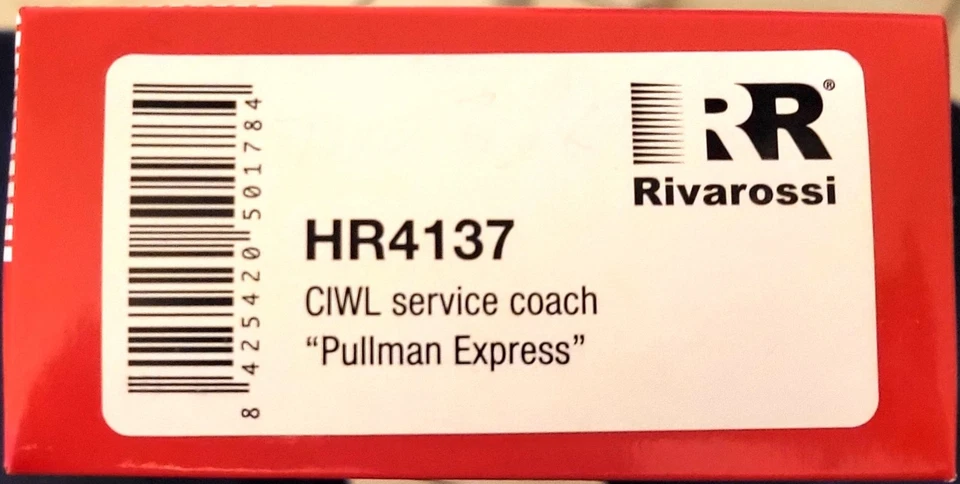 8 425420 501784
RR®
Rivarossi
HR4137
CIWL service coach
“Pullman Express”